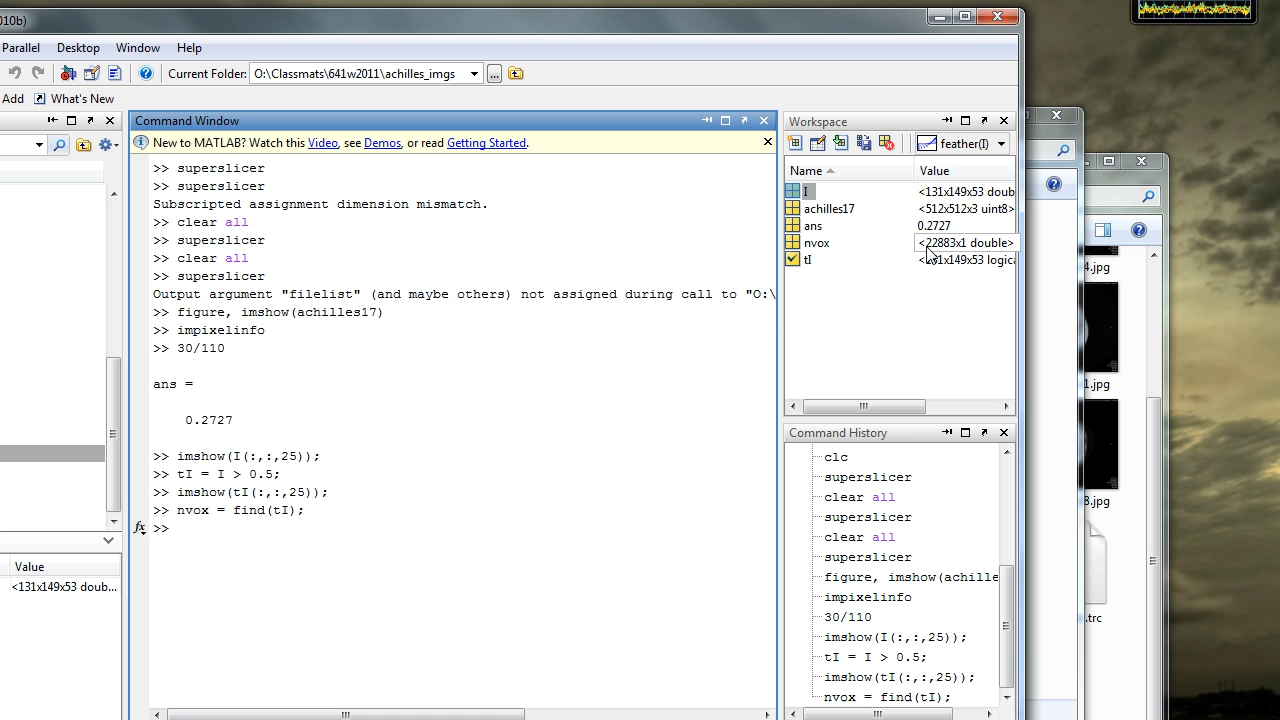 010b)
Parallel Desktop Window Help
Current Folder: O:\Classmats\641w2011\achilles_imgs ...
Add What's New
Command Window
New to MATLAB? Watch this Video, see Demos, or read Getting Started.
>> superslicer
>> superslicer
Subscripted assignment dimension mismatch.
>> clear all
>> superslicer
>> clear all
>> superslicer
Output argument "filelist" (and maybe others) not assigned during call to "O:\
>> figure, imshow(achilles17)
>> impixelinfo
>> 30/110
ans =
0.2727
>> imshow(I(:,:,25));
>> tI = I > 0.5;
>> imshow(tI(:,:,25));
>> nvox = find(tI);
fx >>
Value
<131x149x53 doub...
Workspace
feather(I)
Name Value
I <131x149x53 doub
achilles17 <512x512x3 uint8>
ans 0.2727
nvox <22883x1 double>
tI <131x149x53 logica
Command History
clc
superslicer
clear all
superslicer
clear all
superslicer
figure, imshow(achille
impixelinfo
30/110
imshow(I(:,:,25));
tI = I > 0.5;
imshow(tI(:,:,25));
nvox = find(tI);
4.jpg
1.jpg
8.jpg
.trc